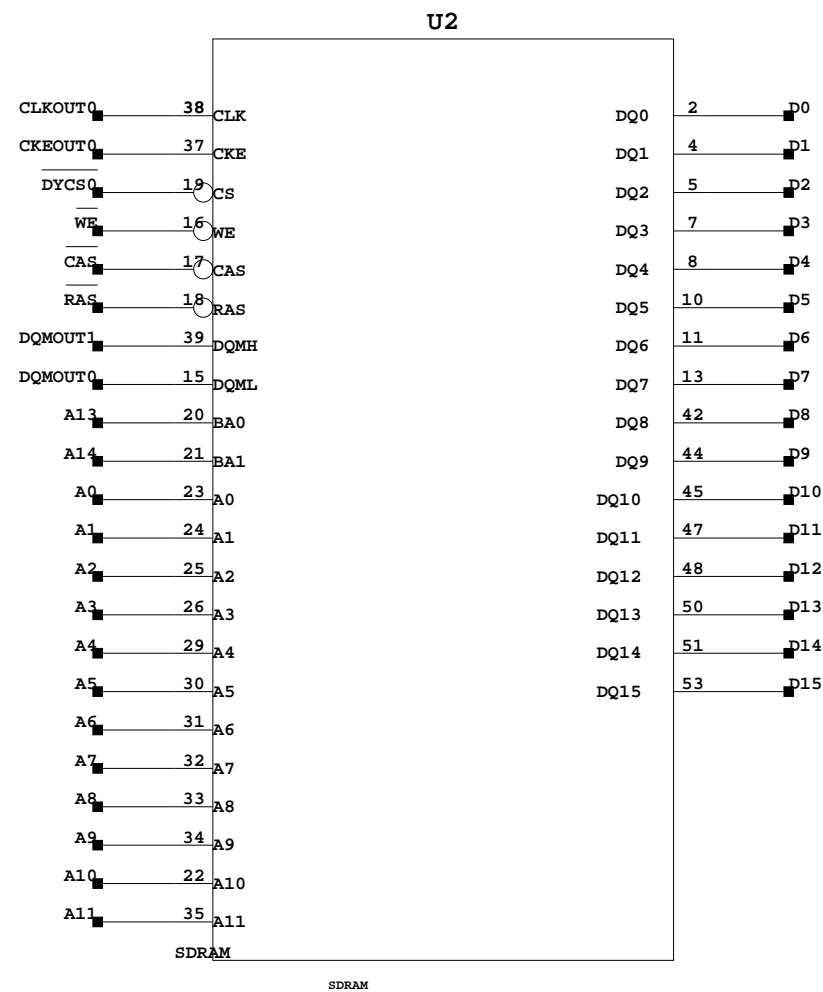 U2
CLKOUT0 38 CLK DQ0 2 D0
CKEOUT0 37 CKE DQ1 4 D1
DYCS0 19 CS DQ2 5 D2
WE 16 WE DQ3 7 D3
CAS 17 CAS DQ4 8 D4
RAS 18 RAS DQ5 10 D5
DQMOUT1 39 DQMH DQ6 11 D6
DQMOUT0 15 DQML DQ7 13 D7
A13 20 BA0 DQ8 42 D8
A14 21 BA1 DQ9 44 D9
A0 23 A0 DQ10 45 D10
A1 24 A1 DQ11 47 D11
A2 25 A2 DQ12 48 D12
A3 26 A3 DQ13 50 D13
A4 29 A4 DQ14 51 D14
A5 30 A5 DQ15 53 D15
A6 31 A6
A7 32 A7
A8 33 A8
A9 34 A9
A10 22 A10
A11 35 A11
SDRAM
SDRAM